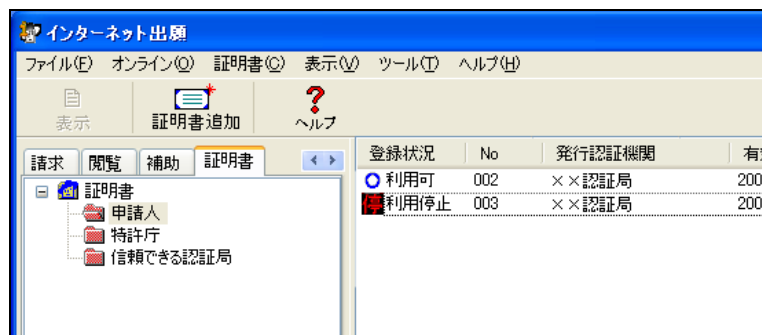 インターネット出願
ファイル(F) オンライン(O) 証明書(C) 表示(V) ツール(T) ヘルプ(H)
表示 証明書追加 ヘルプ
請求 閲覧 補助 証明書
証明書
申請人
特許庁
信頼できる認証局
登録状況 No 発行認証機関 有
利用可 002 ××認証局 200
停 利用停止 003 ××認証局 200